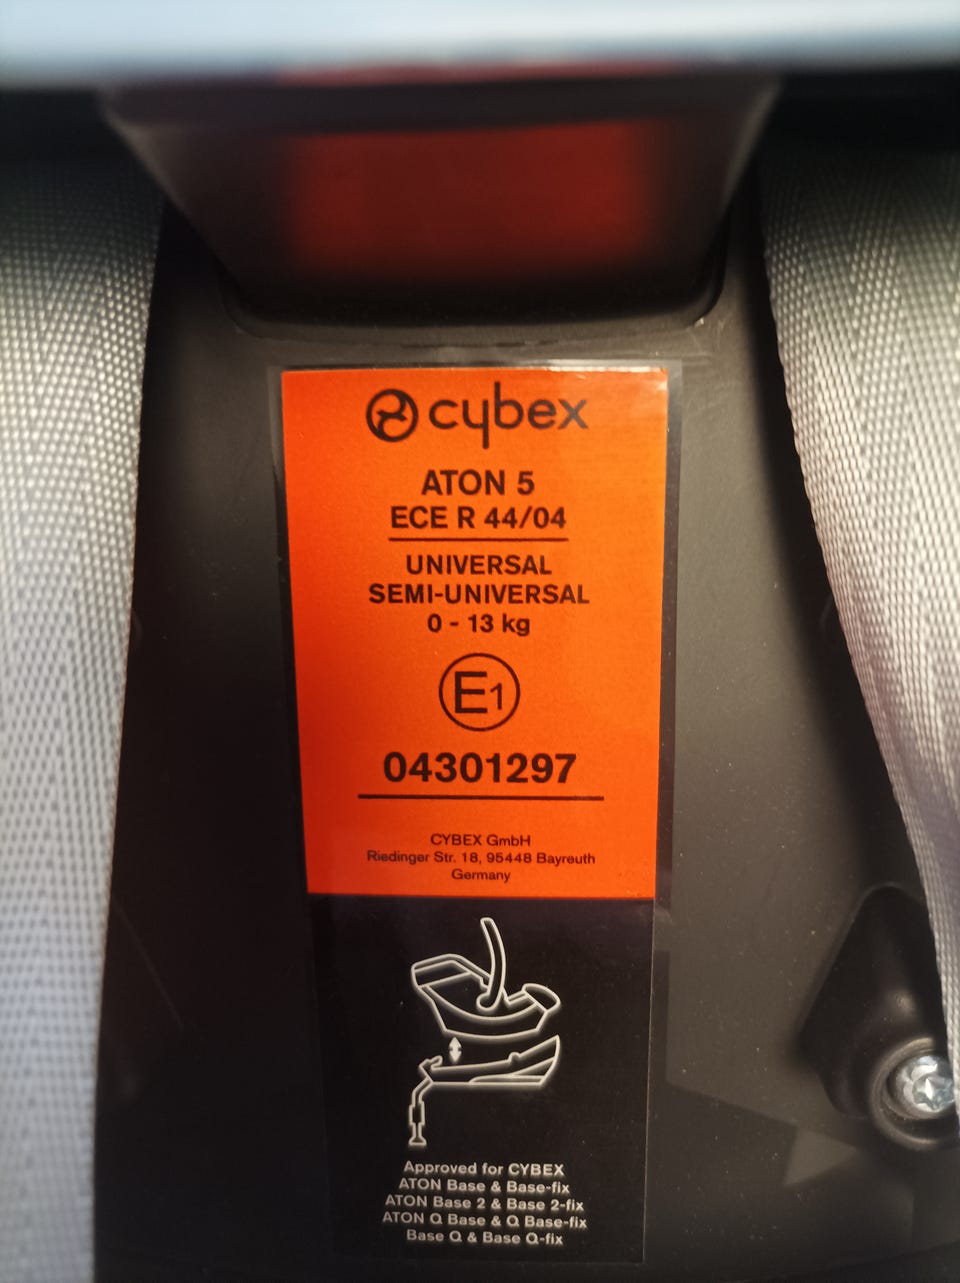 cybex
ATON 5
ECE R 44/04
UNIVERSAL
SEMI-UNIVERSAL
0 - 13 kg
E1
04301297
CYBEX GmbH
Riedinger Str. 18, 95448 Bayreuth
Germany
Approved for CYBEX
ATON Base & Base-fix
ATON Base 2 & Base 2-fix
ATON Q Base & Q Base-fix
Base Q & Base Q-fix